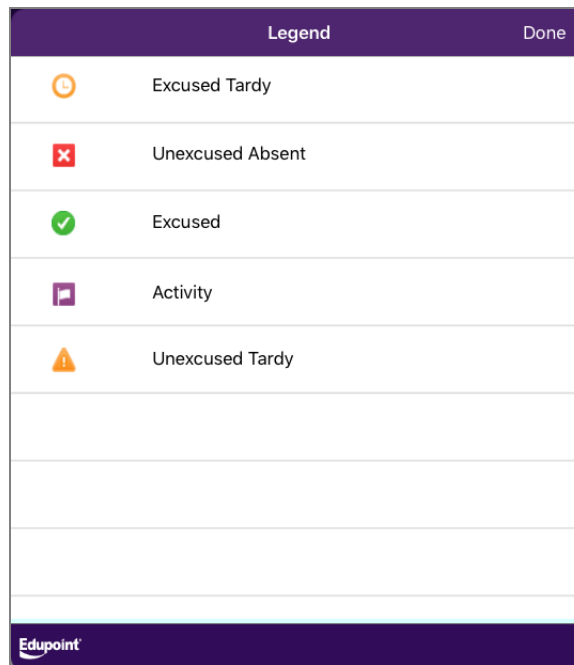 Legend
Done
Excused Tardy
Unexcused Absent
Excused
Activity
Unexcused Tardy
Edupoint